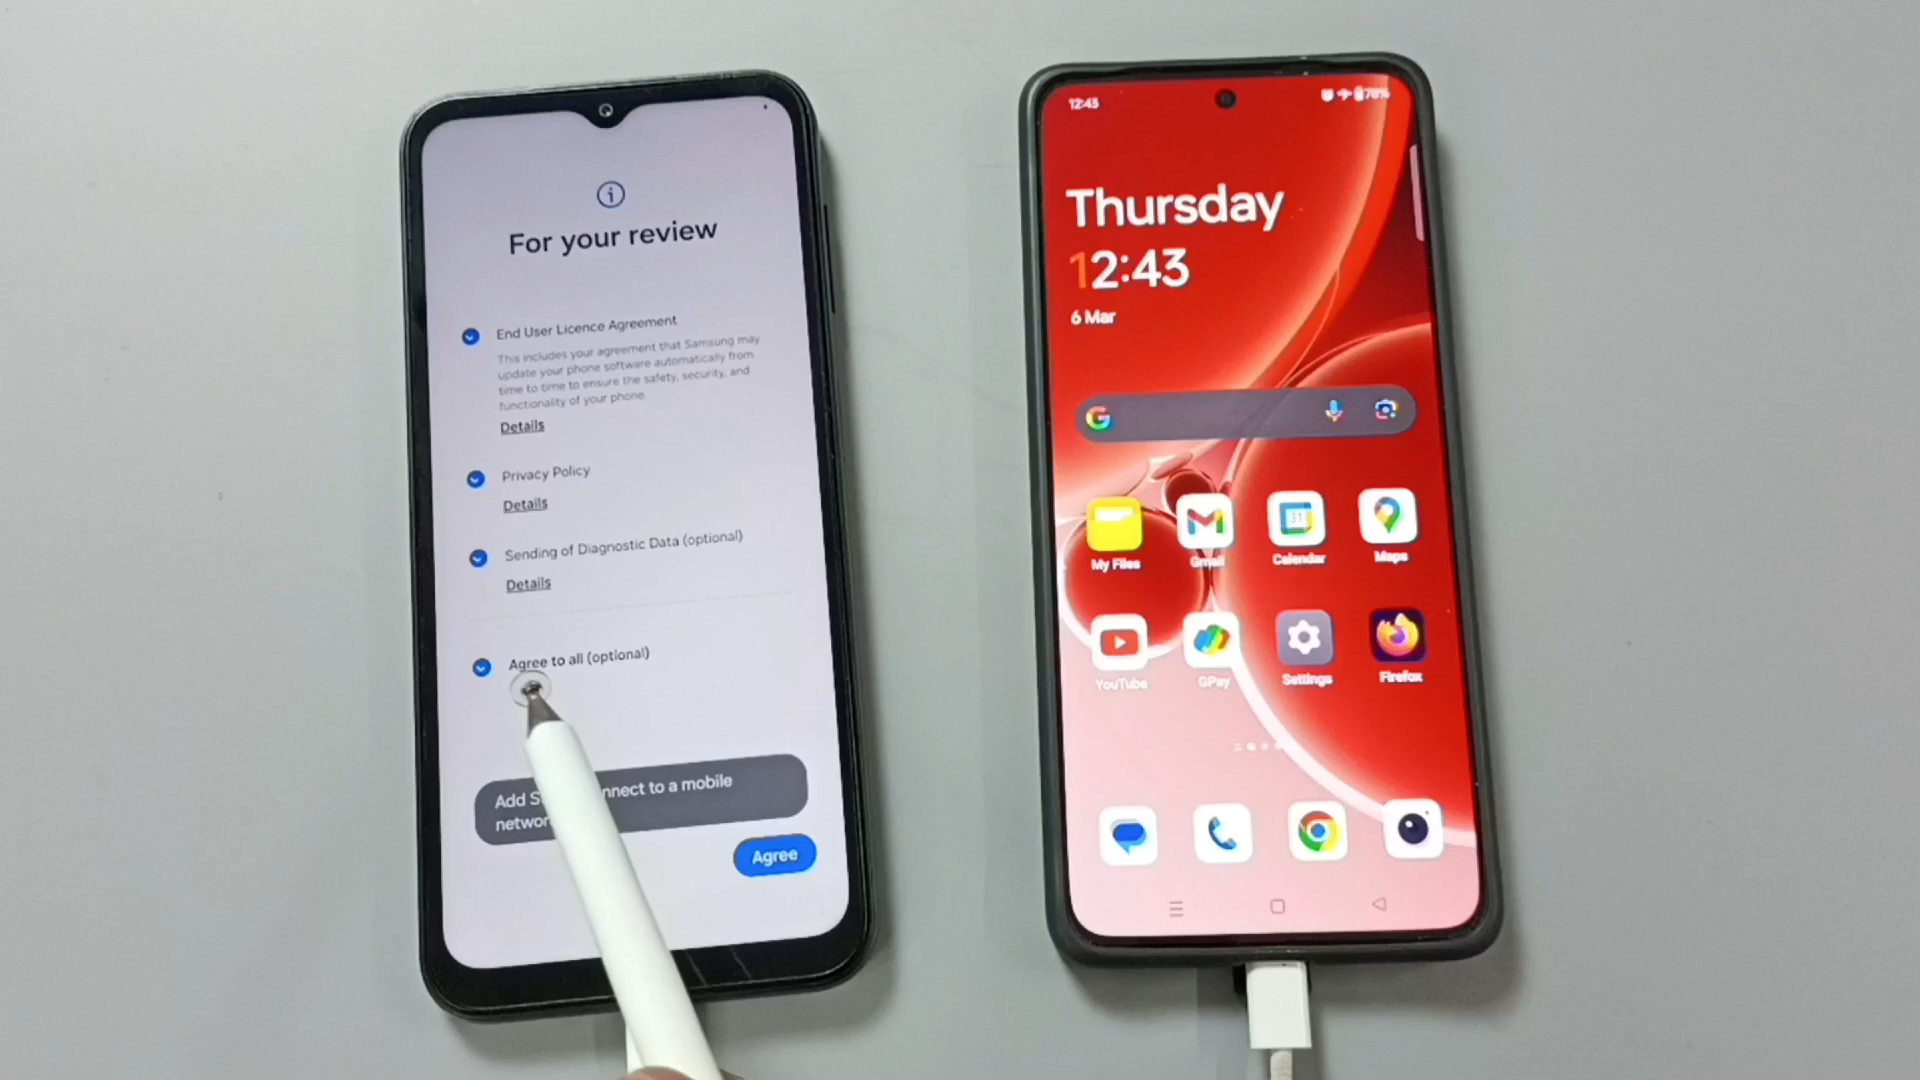 For your review
End User Licence Agreement
This includes your agreement that Samsung may
update your phone software automatically from
time to time to ensure the safety, security, and
functionality of your phone.
Details
Privacy Policy
Details
Sending of Diagnostic Data (optional)
Details
Agree to all (optional)
Add
to a mobile
Agree
12:43
78%
Thursday
12:43
6 Mar
My Files
Gmail
Calendar
Maps
YouTube
GPay
Settings
Firefox
31